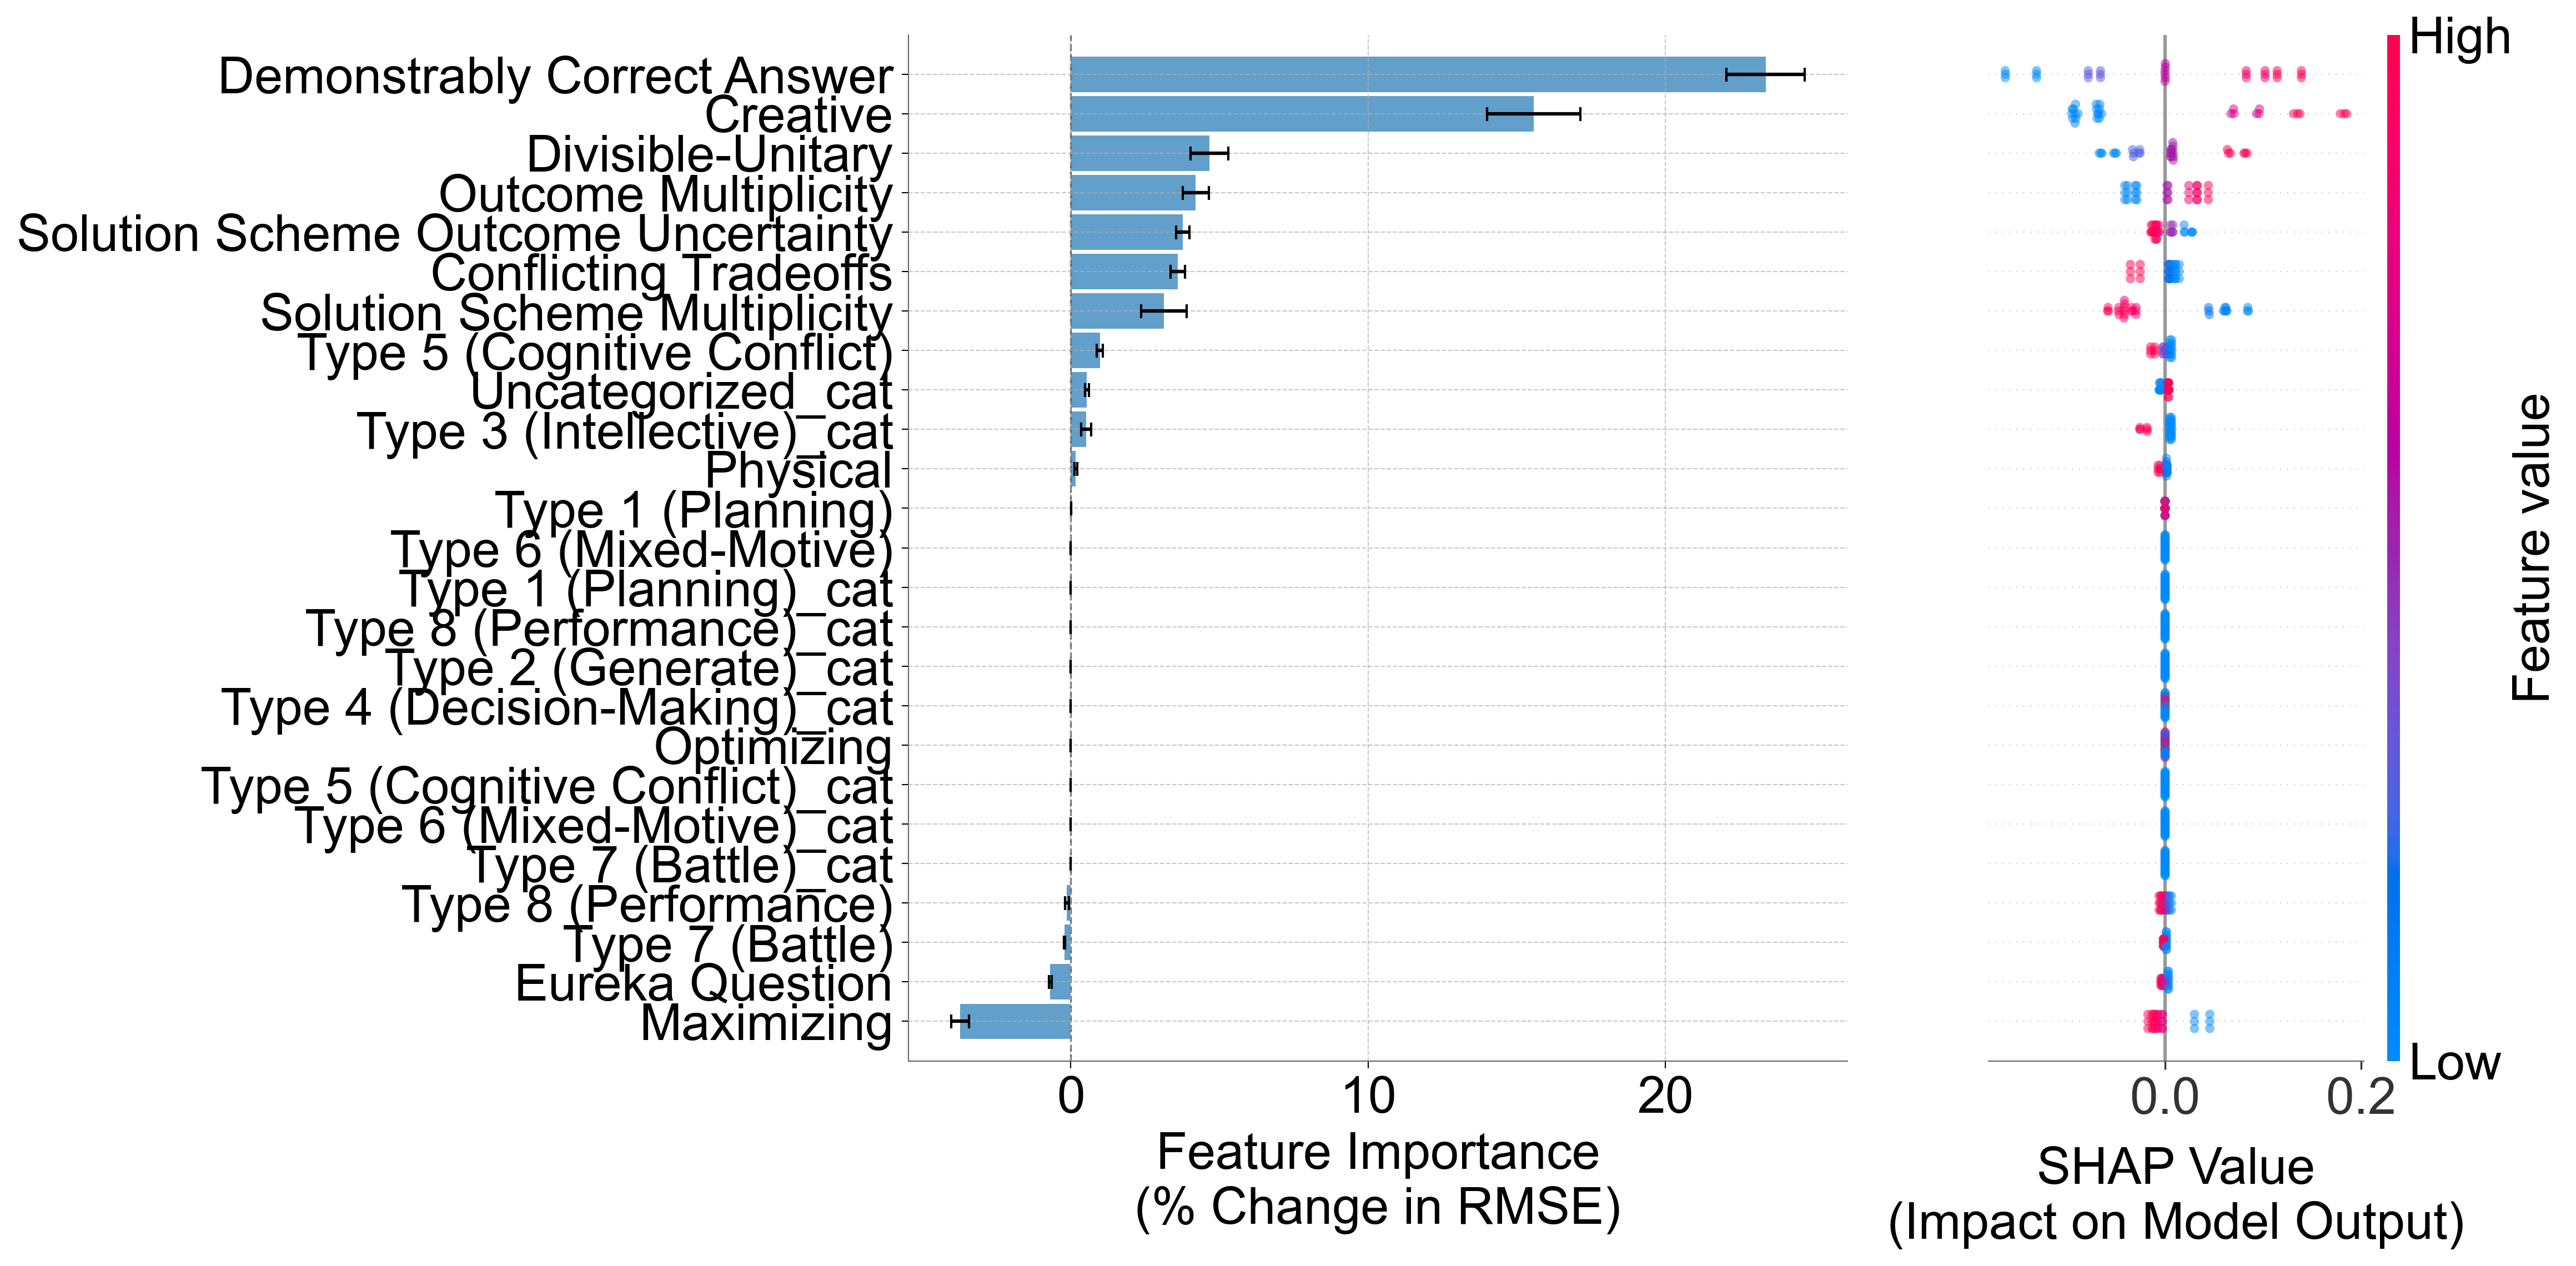 Demonstrably Correct Answer
Creative
Divisible-Unitary
Outcome Multiplicity
Solution Scheme Outcome Uncertainty
Conflicting Tradeoffs
Solution Scheme Multiplicity
Type 5 (Cognitive Conflict)
Uncategorized_cat
Type 3 (Intellective)_cat
Physical
Type 1 (Planning)
Type 6 (Mixed-Motive)
Type 1 (Planning)_cat
Type 8 (Performance)_cat
Type 2 (Generate)_cat
Type 4 (Decision-Making)_cat
Optimizing
Type 5 (Cognitive Conflict)_cat
Type 6 (Mixed-Motive)_cat
Type 7 (Battle)_cat
Type 8 (Performance)
Type 7 (Battle)
Eureka Question
Maximizing
0 10 20
Feature Importance
(% Change in RMSE)
0.0 0.2
SHAP Value
(Impact on Model Output)
High
Feature value
Low